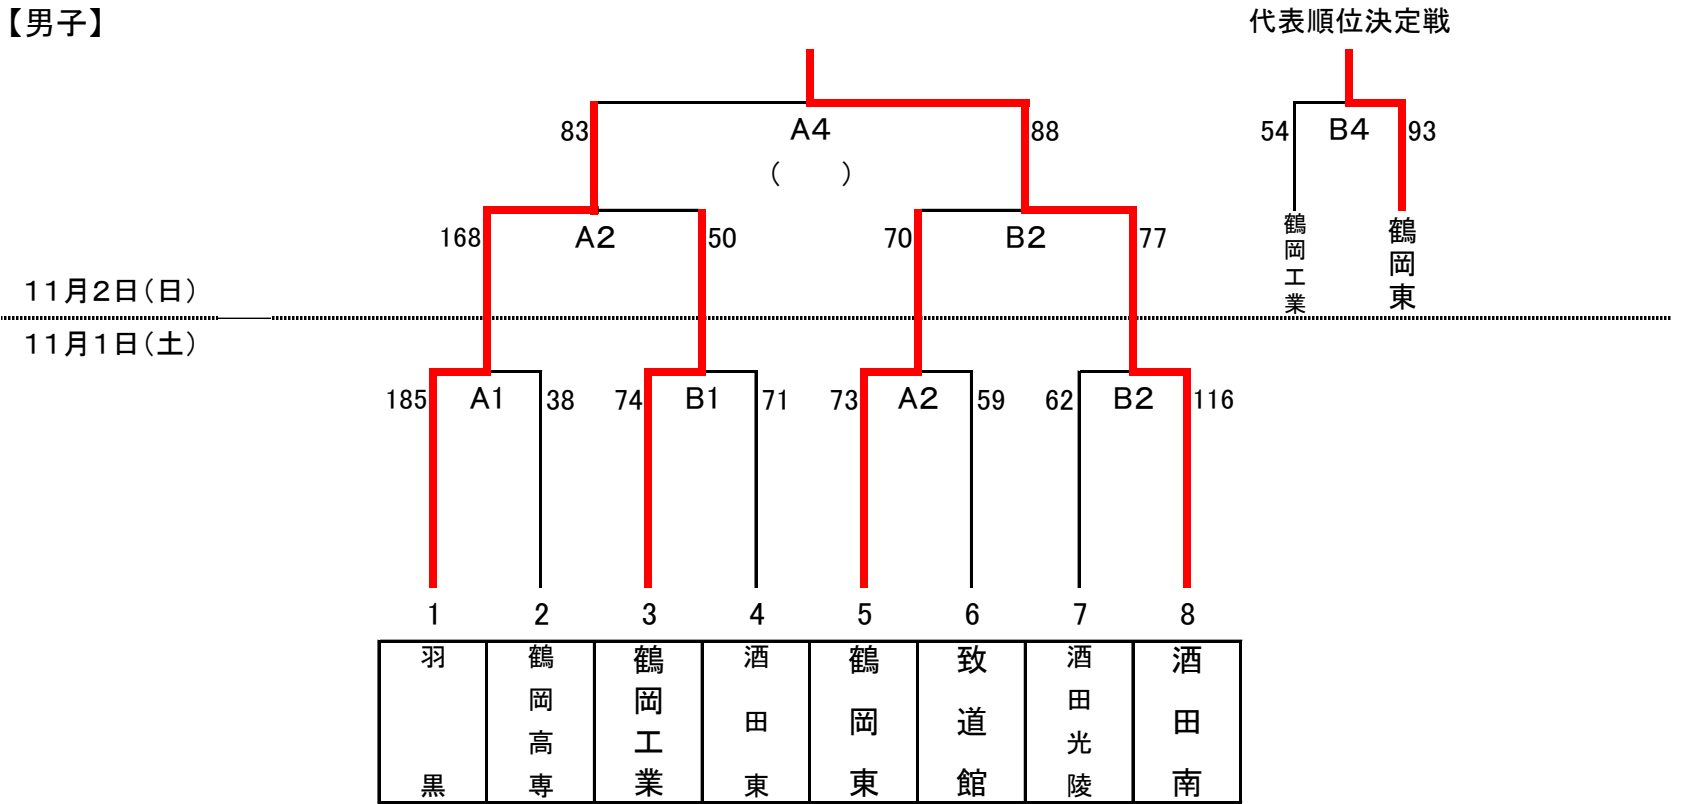 【男子】
代表順位決定戦
83 A4 88
54 B4 93
( )
168 A2 50
70 B2 77
鶴岡工業
鶴岡東
11月2日(日)
11月1日(土)
185 A1 38
74 B1 71
73 A2 59
62 B2 116
1 2 3 4 5 6 7 8
羽黒
鶴岡高専
鶴岡工業
酒田東
鶴岡東
致道館
酒田光陵
酒田南